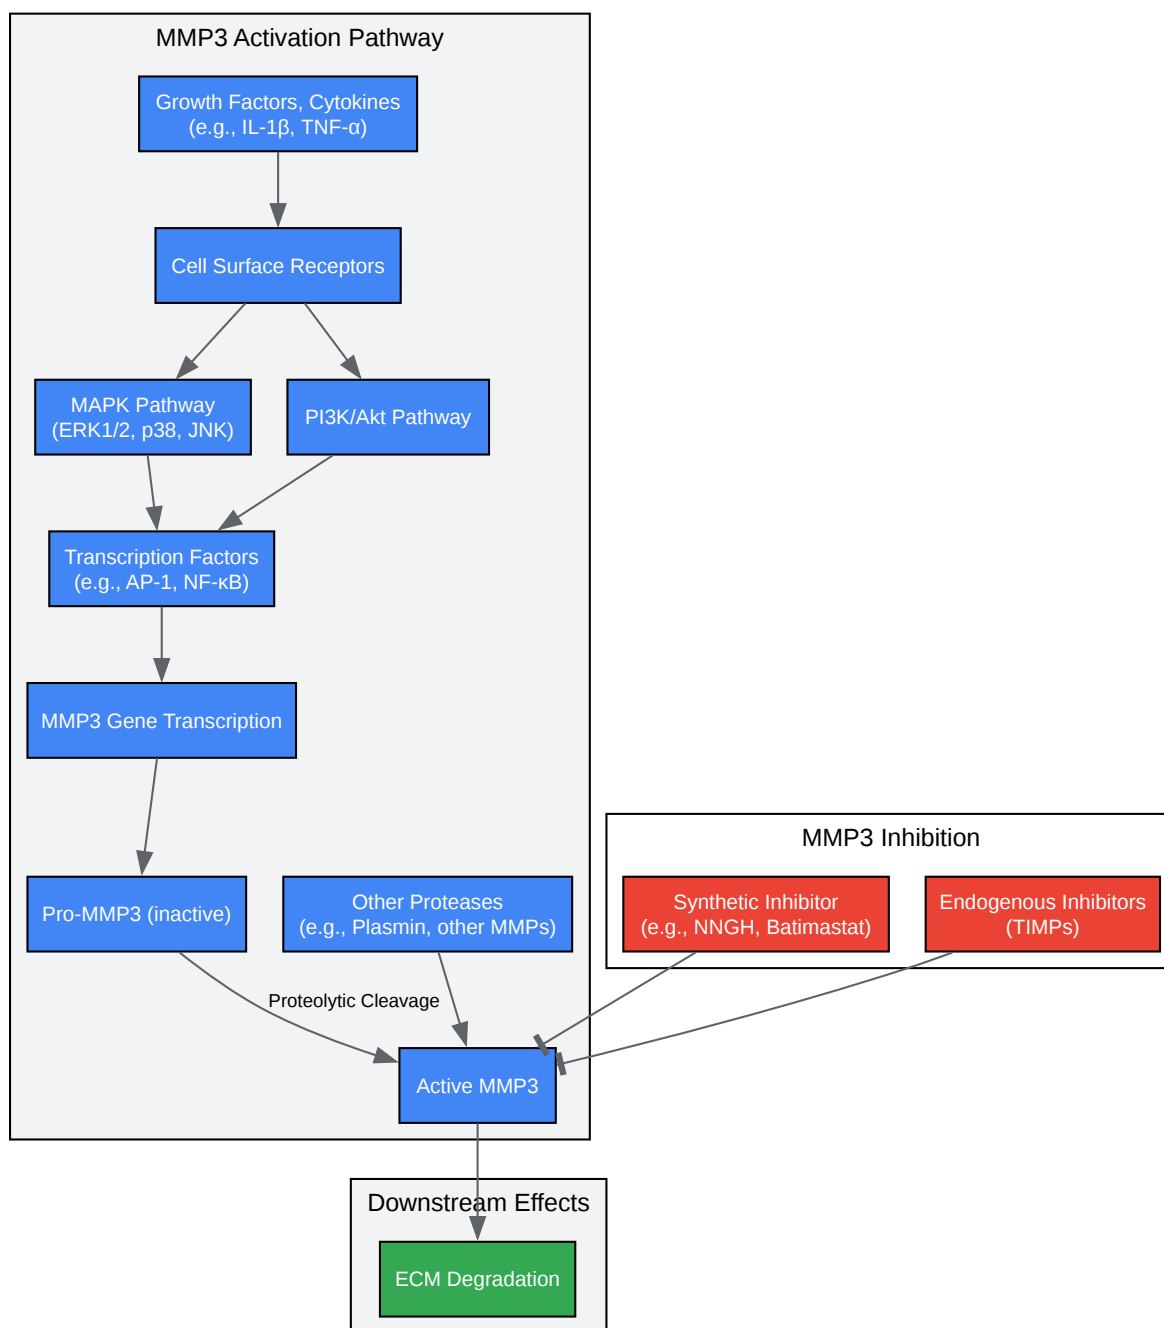 MMP3 Activation Pathway
Growth Factors, Cytokines
(e.g., IL-1β, TNF-α)
Cell Surface Receptors
MAPK Pathway
(ERK1/2, p38, JNK)
PI3K/Akt Pathway
Transcription Factors
(e.g., AP-1, NF-κB)
MMP3 Gene Transcription
MMP3 Inhibition
Pro-MMP3 (inactive)
Other Proteases
(e.g., Plasmin, other MMPs)
Synthetic Inhibitor
(e.g., NNGH, Batimastat)
Endogenous Inhibitors
(TIMPs)
Proteolytic Cleavage
Active MMP3
Downstream Effects
ECM Degradation